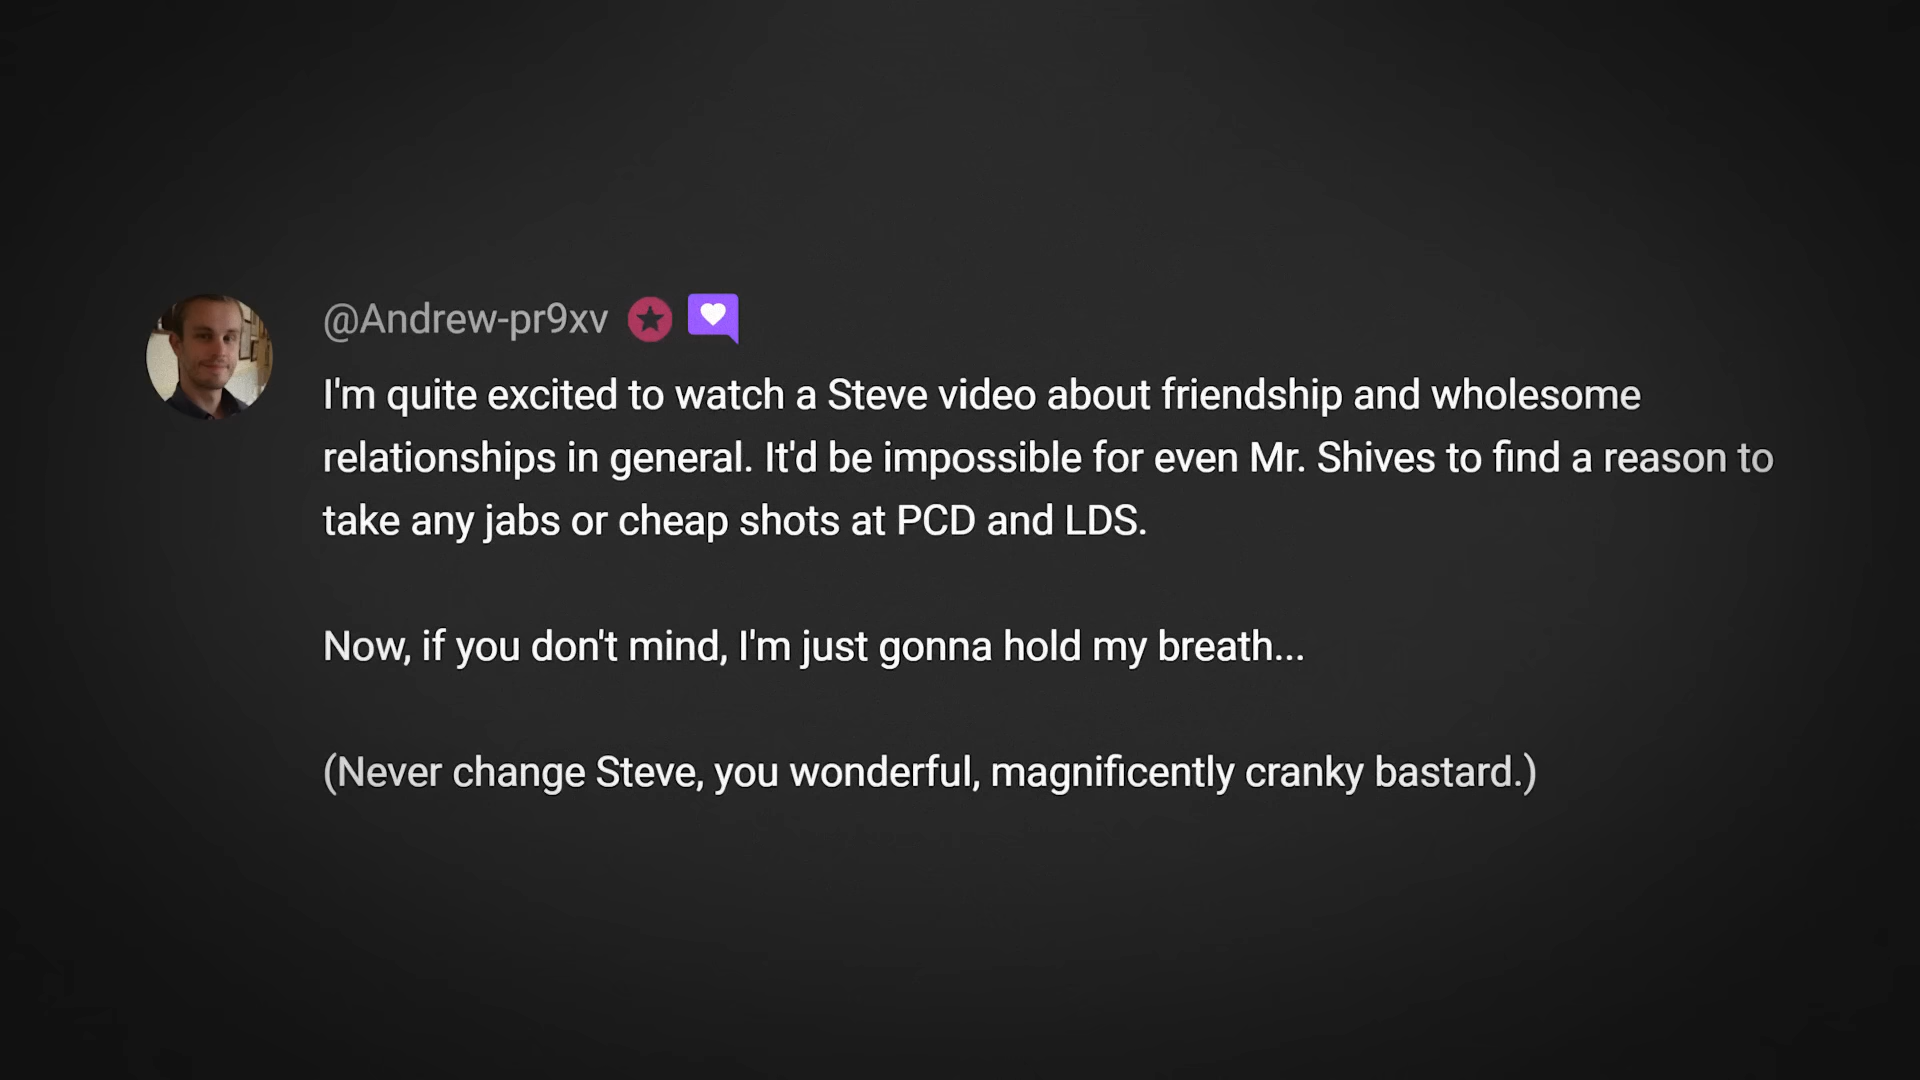 @Andrew-pr9xv
I'm quite excited to watch a Steve video about friendship and wholesome
relationships in general. It'd be impossible for even Mr. Shives to find a reason to
take any jabs or cheap shots at PCD and LDS.
Now, if you don't mind, I'm just gonna hold my breath...
(Never change Steve, you wonderful, magnificently cranky bastard.)